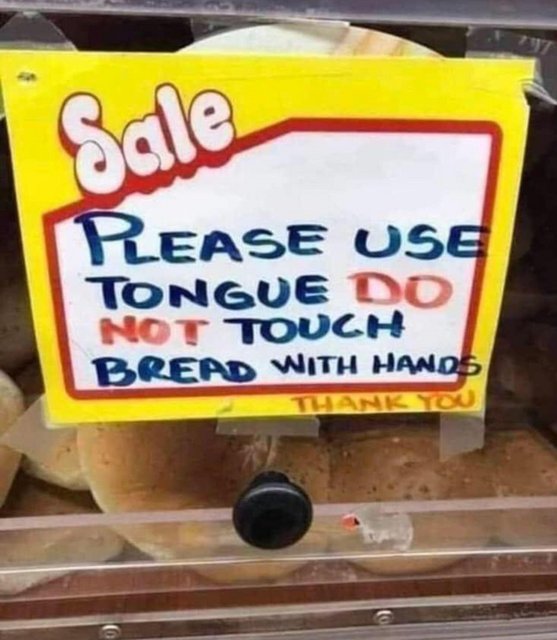 Sale
PLEASE USE
TONGUE DO
NOT TOUCH
BREAD WITH HANDS
THANK YOU